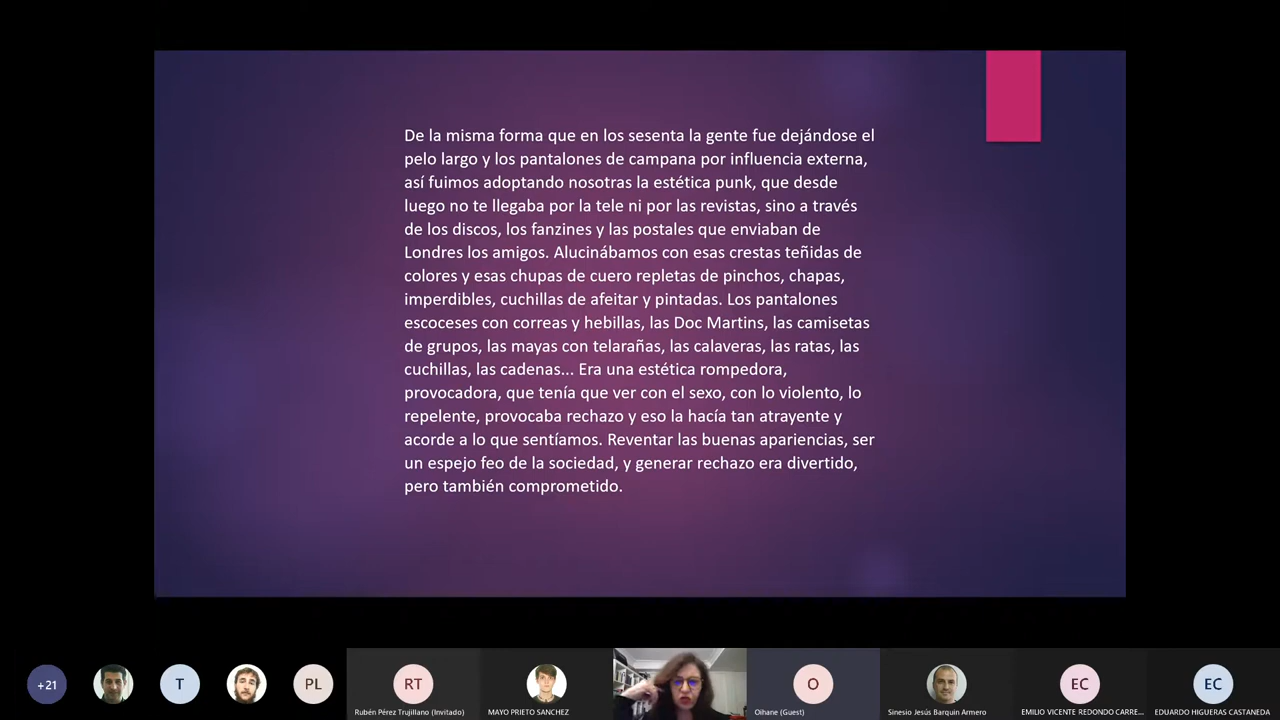 De la misma forma que en los sesenta la gente fue dejándose el
pelo largo y los pantalones de campana por influencia externa,
así fuimos adoptando nosotras la estética punk, que desde
luego no te llegaba por la tele ni por las revistas, sino a través
de los discos, los fanzines y las postales que enviaban de
Londres los amigos. Alucinábamos con esas crestas teñidas de
colores y esas chupas de cuero repletas de pinchos, chapas,
imperdibles, cuchillas de afeitar y pintadas. Los pantalones
escoceses con correas y hebillas, las Doc Martins, las camisetas
de grupos, las mayas con telarañas, las calaveras, las ratas, las
cuchillas, las cadenas... Era una estética rompedora,
provocadora, que tenía que ver con el sexo, con lo violento, lo
repelente, provocaba rechazo y eso la hacía tan atrayente y
acorde a lo que sentíamos. Reventar las buenas apariencias, ser
un espejo feo de la sociedad, y generar rechazo era divertido,
pero también comprometido.
+21
T
PL
RT
O
EC
EC
Rubén Pérez Trujillano (Invitado)
MAYO PRIETO SANCHEZ
Oihane (Guest)
Sinesio Jesús Barquin Armero
EMILIO VICENTE REDONDO CARRE...
EDUARDO HIGUERAS CASTANEDA